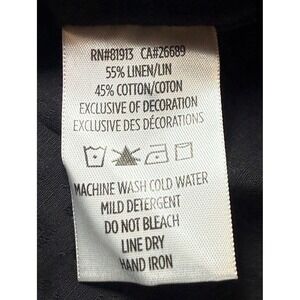 RN#81913 CA#26689
55% LINEN/LIN
45% COTTON/COTON
EXCLUSIVE OF DECORATION
EXCLUSIVE DES DÉCORATIONS
MACHINE WASH COLD WATER
MILD DETERGENT
DO NOT BLEACH
LINE DRY
HAND IRON